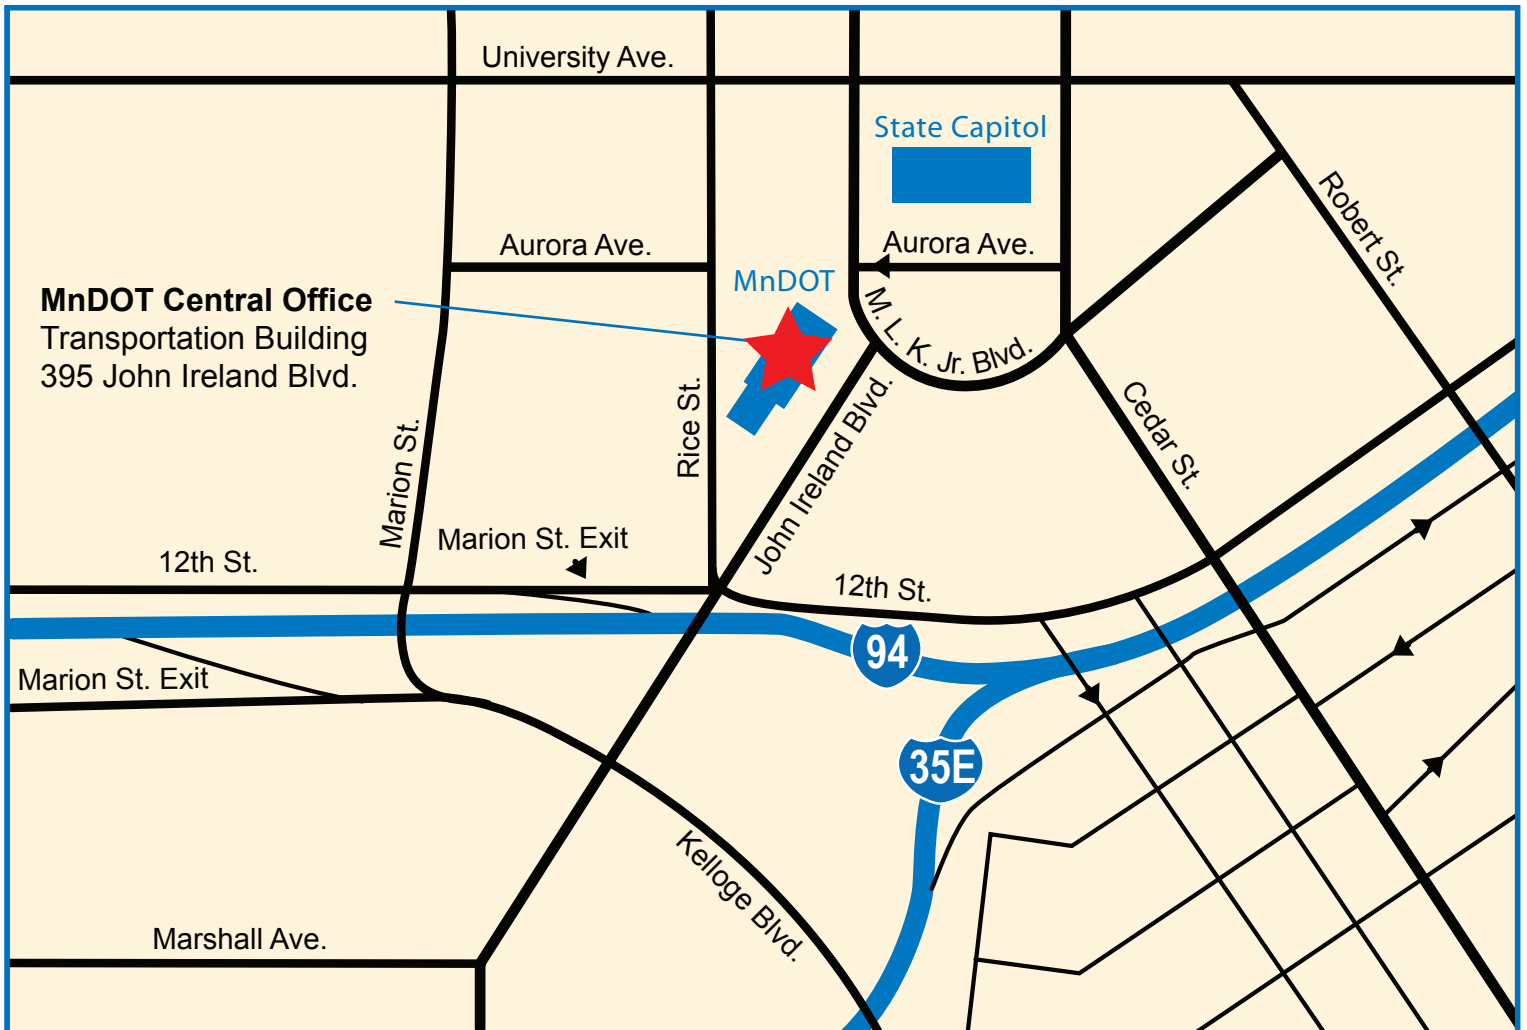 University Ave.
State Capitol
Aurora Ave.
Aurora Ave.
Robert St.
MnDOT
MnDOT Central Office
Transportation Building
395 John Ireland Blvd.
M. L. K. Jr. Blvd.
Rice St.
Cedar St.
Marion St.
John Ireland Blvd.
Marion St. Exit
12th St.
12th St.
94
Marion St. Exit
35E
Kelloge Blvd.
Marshall Ave.